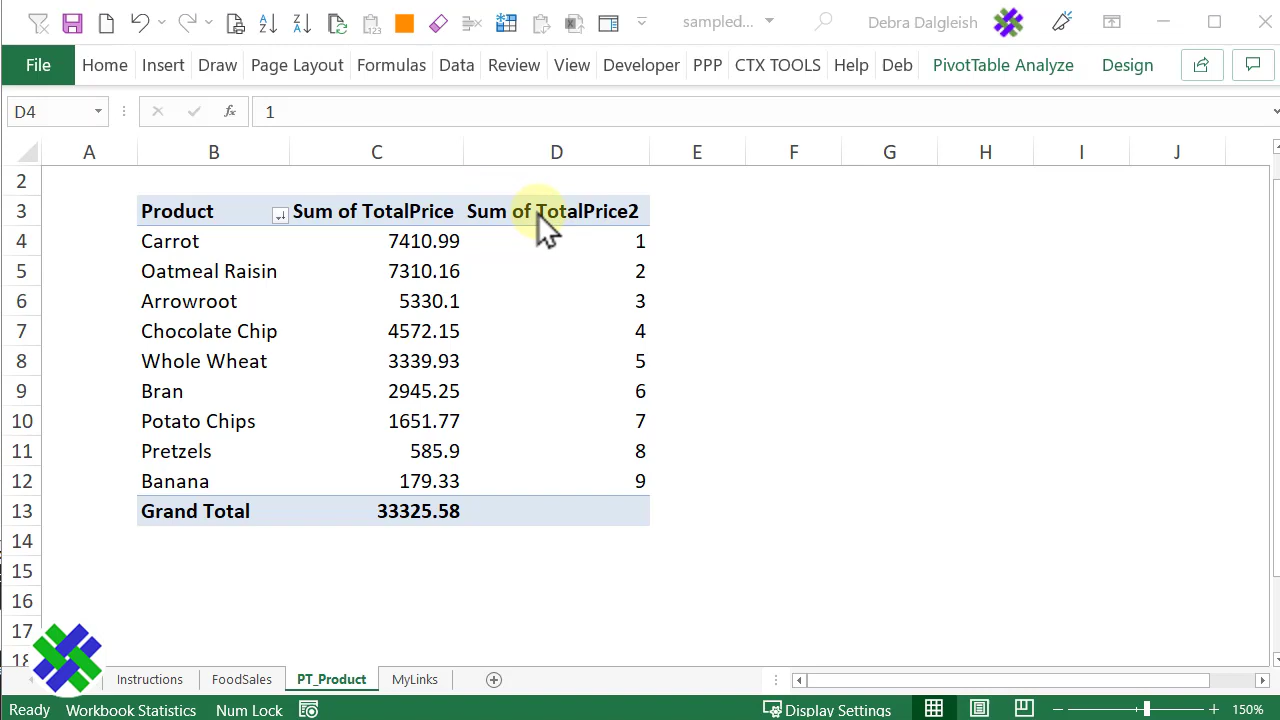 sampled... Debra Dalgleish
File Home Insert Draw Page Layout Formulas Data Review View Developer PPP CTX TOOLS Help Deb PivotTable Analyze Design
D4 fx 1
A B C D E F G H I J
2
3 Product Sum of TotalPrice Sum of TotalPrice2
4 Carrot 7410.99 1
5 Oatmeal Raisin 7310.16 2
6 Arrowroot 5330.1 3
7 Chocolate Chip 4572.15 4
8 Whole Wheat 3339.93 5
9 Bran 2945.25 6
10 Potato Chips 1651.77 7
11 Pretzels 585.9 8
12 Banana 179.33 9
13 Grand Total 33325.58
14
15
16
17
18
Instructions FoodSales PT_Product MyLinks
Ready Workbook Statistics Num Lock Display Settings 150%